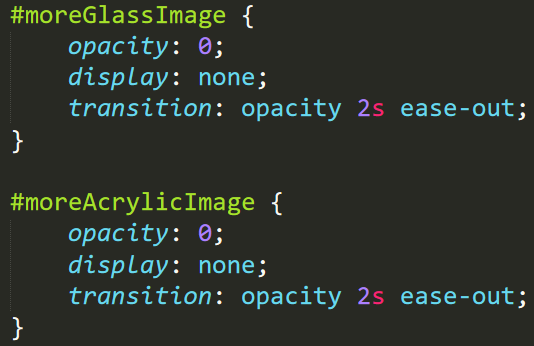 #moreGlassImage {
    opacity: 0;
    display: none;
    transition: opacity 2s ease-out;
}

#moreAcrylicImage {
    opacity: 0;
    display: none;
    transition: opacity 2s ease-out;
}